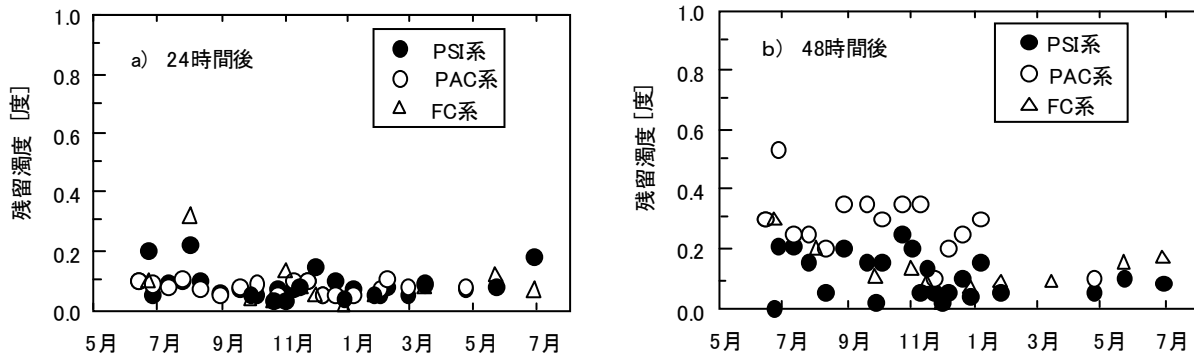 a) 24時間後
● PSI系
○ PAC系
△ FC系
残留濁度 [度]
1.0
0.8
0.6
0.4
0.2
0.0
5月 7月 9月 11月 1月 3月 5月 7月
b) 48時間後
● PSI系
○ PAC系
△ FC系
残留濁度 [度]
1.0
0.8
0.6
0.4
0.2
0.0
5月 7月 9月 11月 1月 3月 5月 7月